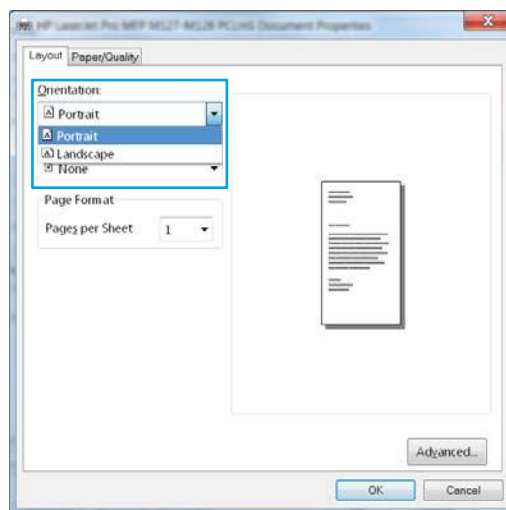 HP LaserJet Pro MFP M127-M128 PCLmS Document Properties
Layout Paper/Quality
Orientation:
Portrait
Portrait
Landscape
None
Page Format
Pages per Sheet 1
Advanced...
OK Cancel